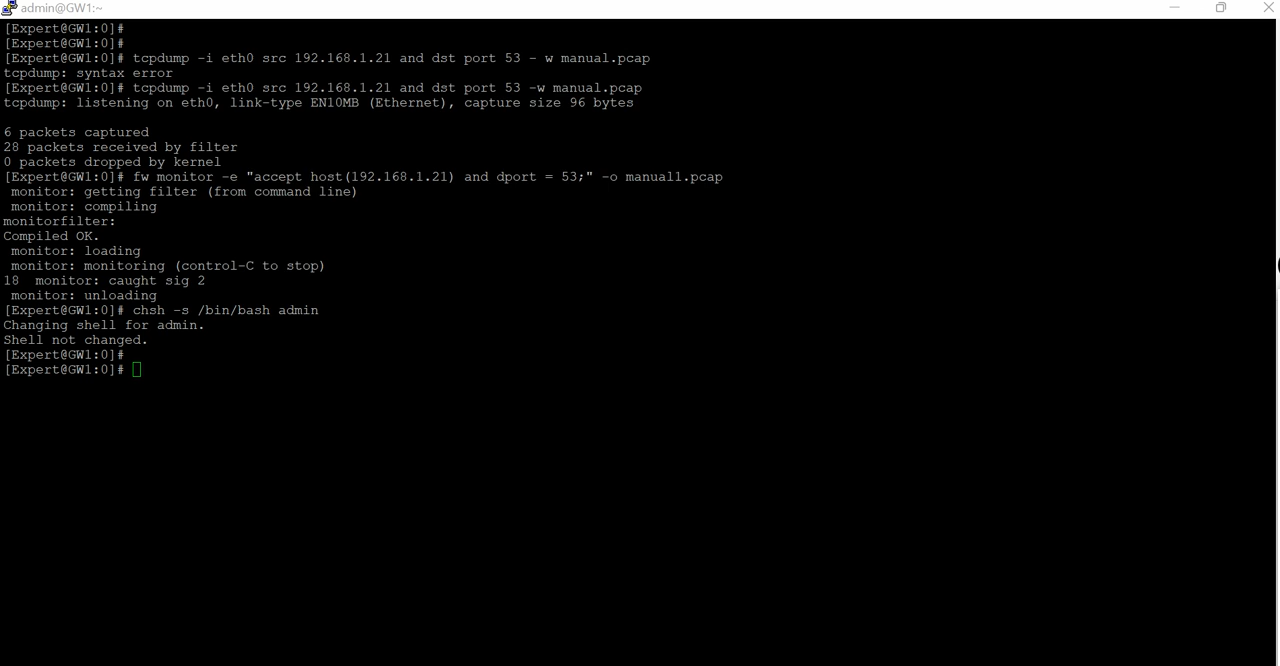 admin@GW1:~
[Expert@GW1:0]#
[Expert@GW1:0]#
[Expert@GW1:0]# tcpdump -i eth0 src 192.168.1.21 and dst port 53 - w manual.pcap
tcpdump: syntax error
[Expert@GW1:0]# tcpdump -i eth0 src 192.168.1.21 and dst port 53 -w manual.pcap
tcpdump: listening on eth0, link-type EN10MB (Ethernet), capture size 96 bytes
6 packets captured
28 packets received by filter
0 packets dropped by kernel
[Expert@GW1:0]# fw monitor -e "accept host(192.168.1.21) and dport = 53;" -o manual1.pcap
 monitor: getting filter (from command line)
 monitor: compiling
monitorfilter:
Compiled OK.
 monitor: loading
 monitor: monitoring (control-C to stop)
18  monitor: caught sig 2
 monitor: unloading
[Expert@GW1:0]# chsh -s /bin/bash admin
Changing shell for admin.
Shell not changed.
[Expert@GW1:0]#
[Expert@GW1:0]#